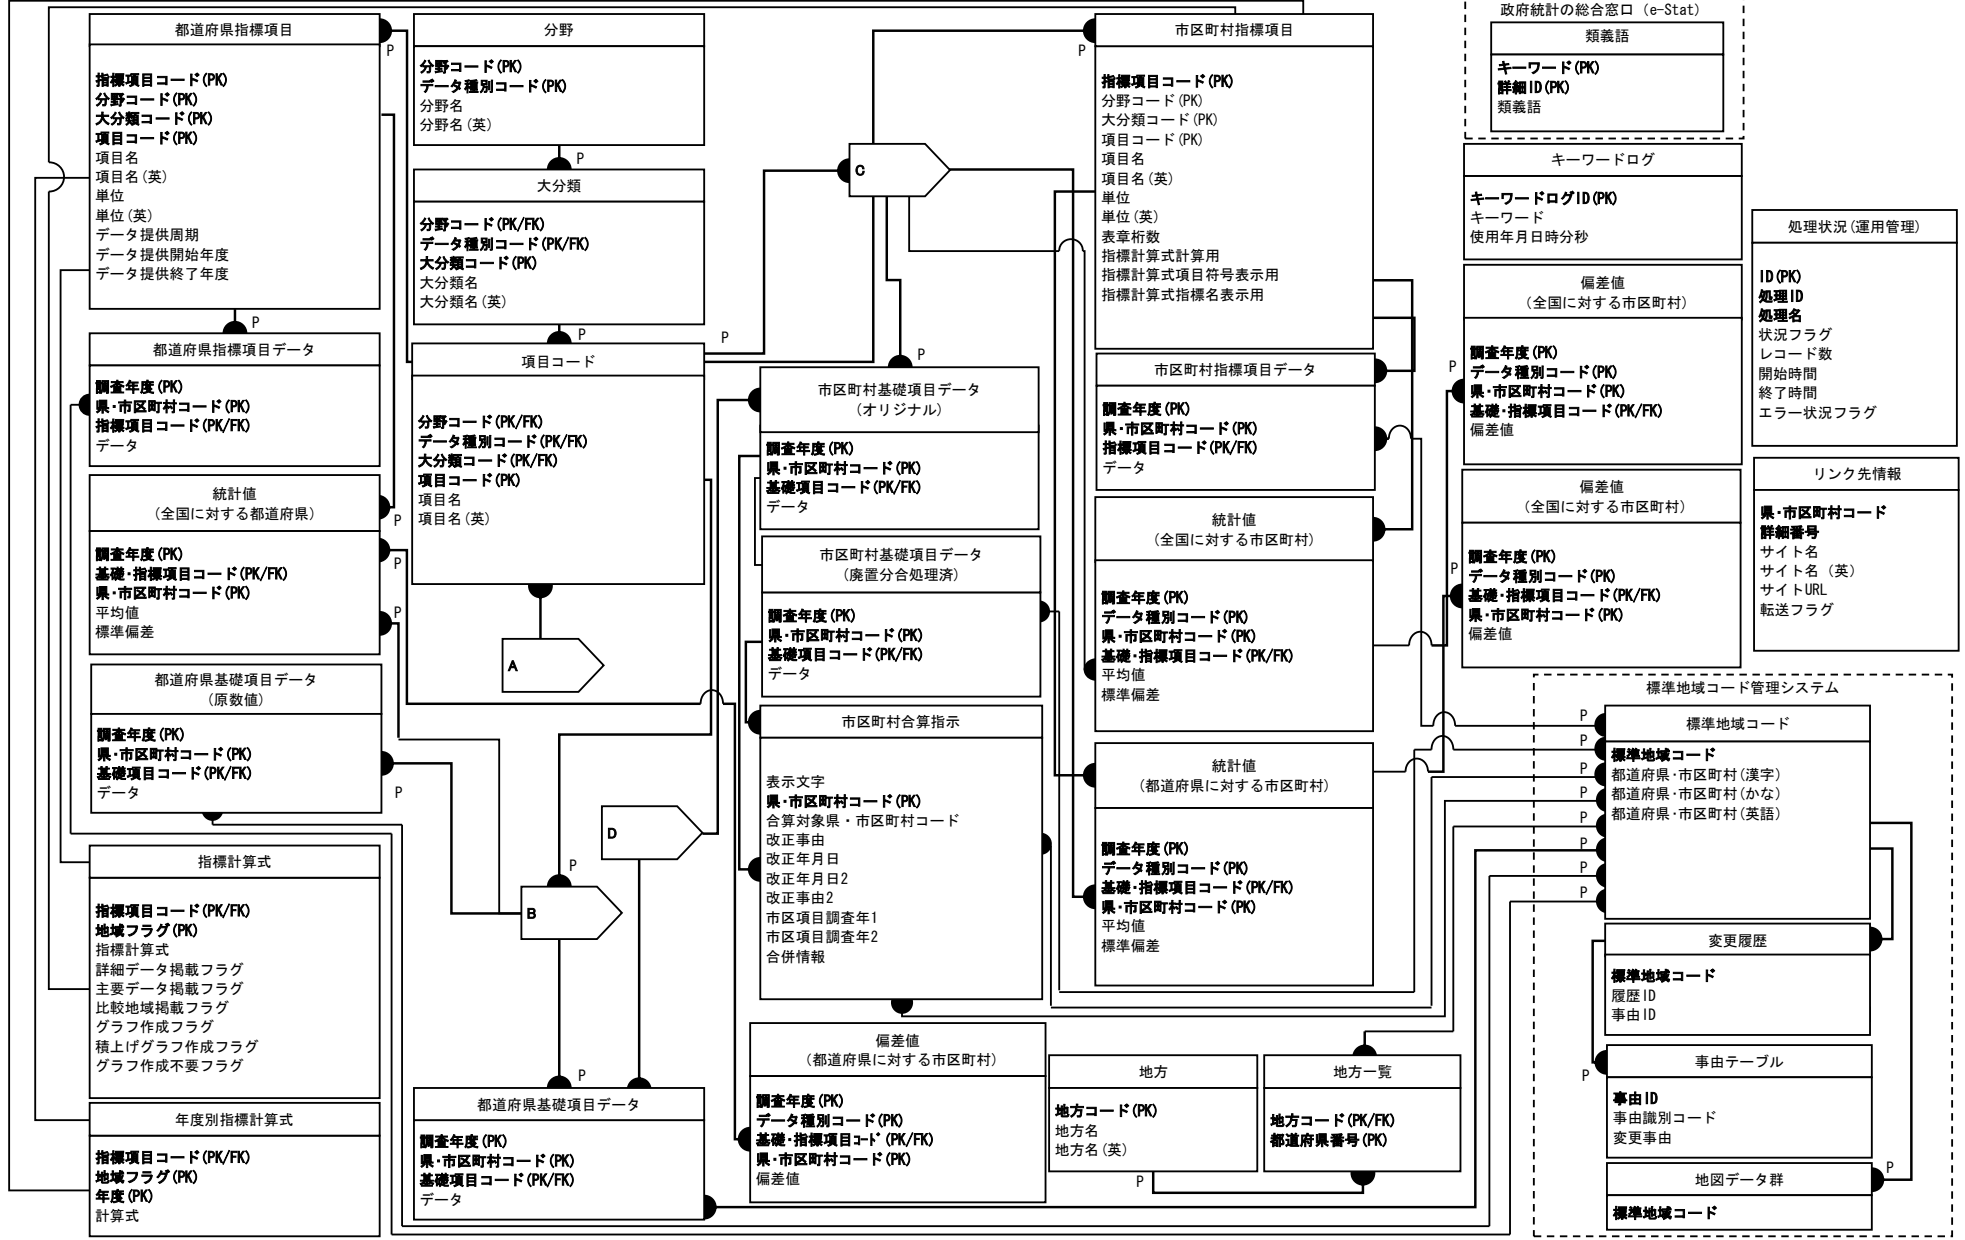 都道府県指標項目
P
指標項目コード(PK)
分野コード(PK)
大分類コード(PK)
項目コード(PK)
項目名
項目名(英)
単位
単位(英)
データ提供周期
データ提供開始年度
データ提供終了年度
P
都道府県指標項目データ
調査年度(PK)
県・市区町村コード(PK)
指標項目コード(PK/FK)
データ
統計値
(全国に対する都道府県)
P
調査年度(PK)
基礎・指標項目コード(PK/FK)
県・市区町村コード(PK)
平均値
標準偏差
P
P
都道府県基礎項目データ
(原数値)
調査年度(PK)
県・市区町村コード(PK)
基礎項目コード(PK/FK)
データ
P
指標計算式
指標項目コード(PK/FK)
地域フラグ(PK)
指標計算式
詳細データ掲載フラグ
主要データ掲載フラグ
比較地域掲載フラグ
グラフ作成フラグ
積上げグラフ作成フラグ
グラフ作成不要フラグ
年度別指標計算式
指標項目コード(PK/FK)
地域フラグ(PK)
年度(PK)
計算式
分野
分野コード(PK)
データ種別コード(PK)
分野名
分野名(英)
P
大分類
分野コード(PK/FK)
データ種別コード(PK/FK)
大分類コード(PK)
大分類名
大分類名(英)
P
P
項目コード
分野コード(PK/FK)
データ種別コード(PK/FK)
大分類コード(PK/FK)
項目コード(PK)
項目名
項目名(英)
A
D
P
B
P
都道府県基礎項目データ
調査年度(PK)
県・市区町村コード(PK)
基礎項目コード(PK/FK)
データ
C
P
市区町村基礎項目データ
(オリジナル)
調査年度(PK)
県・市区町村コード(PK)
基礎項目コード(PK/FK)
データ
市区町村基礎項目データ
(廃置分合処理済)
調査年度(PK)
県・市区町村コード(PK)
基礎項目コード(PK/FK)
データ
市区町村合算指示
表示文字
県・市区町村コード(PK)
合算対象県・市区町村コード
改正事由
改正年月日
改正年月日2
改正事由2
市区項目調査年1
市区項目調査年2
合併情報
偏差値
(都道府県に対する市区町村)
調査年度(PK)
データ種別コード(PK)
基礎・指標項目コード(PK/FK)
県・市区町村コード(PK)
偏差値
市区町村指標項目
P
指標項目コード(PK)
分野コード(PK)
大分類コード(PK)
項目コード(PK)
項目名
項目名(英)
単位
単位(英)
表章桁数
指標計算式計算用
指標計算式項目符号表示用
指標計算式指標名表示用
市区町村指標項目データ
調査年度(PK)
県・市区町村コード(PK)
指標項目コード(PK/FK)
データ
統計値
(全国に対する市区町村)
調査年度(PK)
データ種別コード(PK)
県・市区町村コード(PK)
基礎・指標項目コード(PK/FK)
平均値
標準偏差
統計値
(都道府県に対する市区町村)
調査年度(PK)
データ種別コード(PK)
基礎・指標項目コード(PK/FK)
県・市区町村コード(PK)
平均値
標準偏差
地方
地方コード(PK)
地方名
地方名(英)
P
地方一覧
地方コード(PK/FK)
都道府県番号(PK)
政府統計の総合窓口 (e-Stat)
類義語
キーワード(PK)
詳細ID(PK)
類義語
キーワードログ
キーワードログID(PK)
キーワード
使用年月日時分秒
偏差値
(全国に対する市区町村)
P
調査年度(PK)
データ種別コード(PK)
県・市区町村コード(PK)
基礎・指標項目コード(PK/FK)
偏差値
偏差値
(全国に対する市区町村)
P
調査年度(PK)
データ種別コード(PK)
基礎・指標項目コード(PK/FK)
県・市区町村コード(PK)
偏差値
処理状況(運用管理)
ID(PK)
処理ID
処理名
状況フラグ
レコード数
開始時間
終了時間
エラー状況フラグ
リンク先情報
県・市区町村コード
詳細番号
サイト名
サイト名 (英)
サイトURL
転送フラグ
標準地域コード管理システム
標準地域コード
標準地域コード
都道府県・市区町村(漢字)
都道府県・市区町村(かな)
都道府県・市区町村(英語)
P
P
P
P
P
P
P
P
変更履歴
標準地域コード
履歴ID
事由ID
事由テーブル
P
事由ID
事由識別コード
変更事由
地図データ群
P
標準地域コード